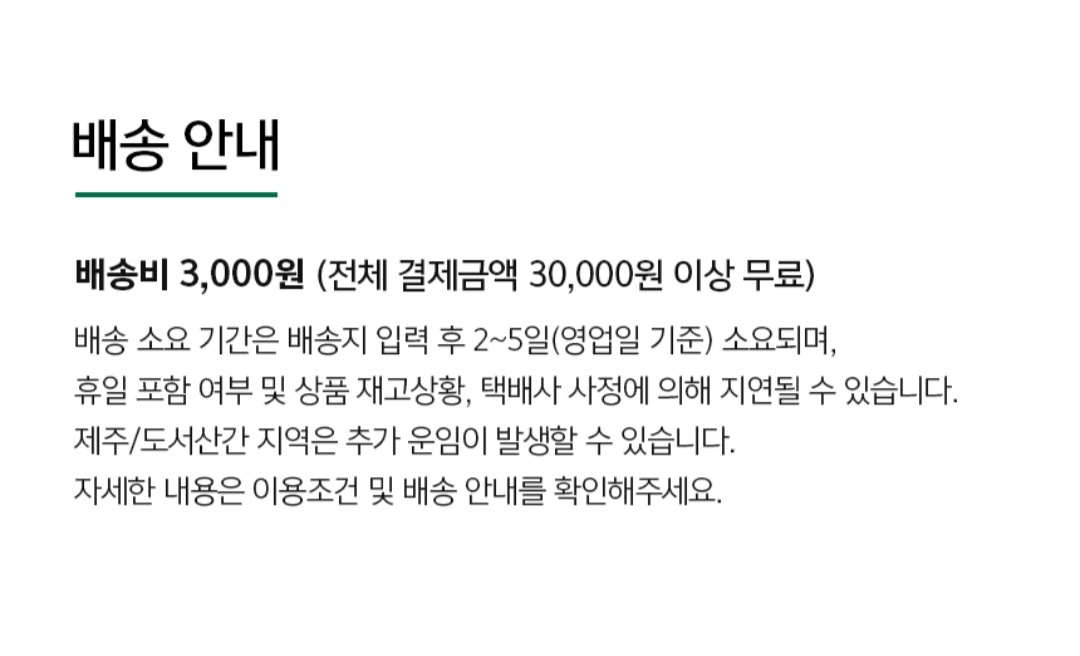 배송 안내
배송비 3,000원 (전체 결제금액 30,000원 이상 무료)
배송 소요 기간은 배송지 입력 후 2~5일(영업일 기준) 소요되며,
휴일 포함 여부 및 상품 재고상황, 택배사 사정에 의해 지연될 수 있습니다.
제주/도서산간 지역은 추가 운임이 발생할 수 있습니다.
자세한 내용은 이용조건 및 배송 안내를 확인해주세요.